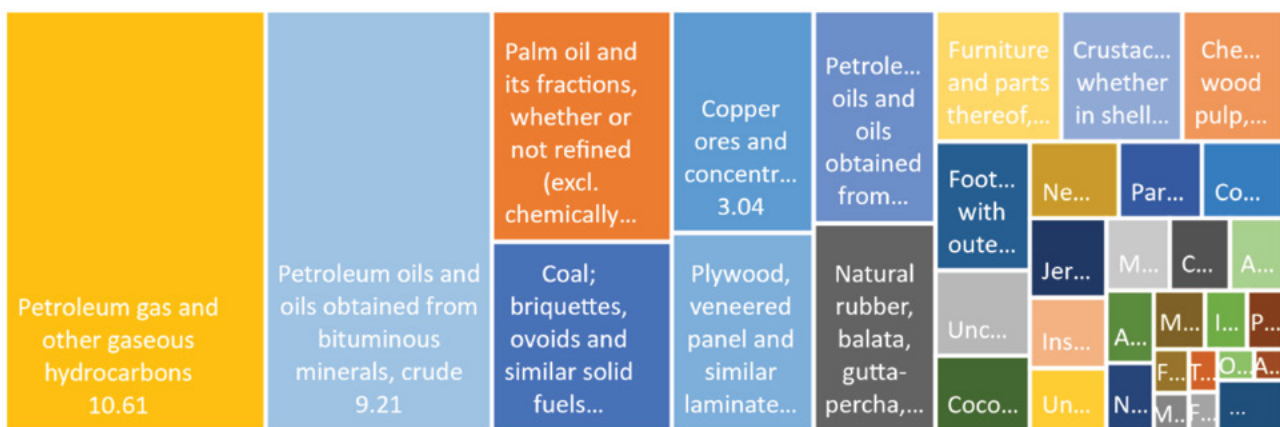 Petroleum gas and
other gaseous
hydrocarbons
10.61
Petroleum oils and
oils obtained from
bituminous
minerals, crude
9.21
Palm oil and
its fractions,
whether or
not refined
(excl.
chemically...
Coal;
briquettes,
ovoids and
similar solid
fuels...
Copper
ores and
concentr...
3.04
Plywood,
veneered
panel and
similar
laminate...
Petrole...
oils and
oils
obtained
from...
Natural
rubber,
balata,
gutta-
percha,...
Furniture
and parts
thereof,...
Crustac...
whether
in shell...
Che...
wood
pulp,...
Foot...
with
oute...
Unc...
Coco...
Ne...
Par...
Co...
Jer...
Ins...
Un...
M...
C...
A...
A...
N...
M...
I...
P...
F...
T...
O...
A...
M...
F...
...